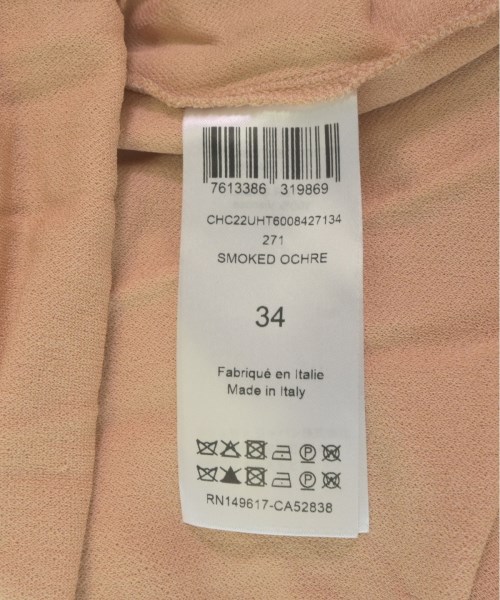 7613386 319869
CHC22UHT6008427134
271
SMOKED OCHRE
34
Fabriqué en Italie
Made in Italy
P
P
RN149617-CA52838